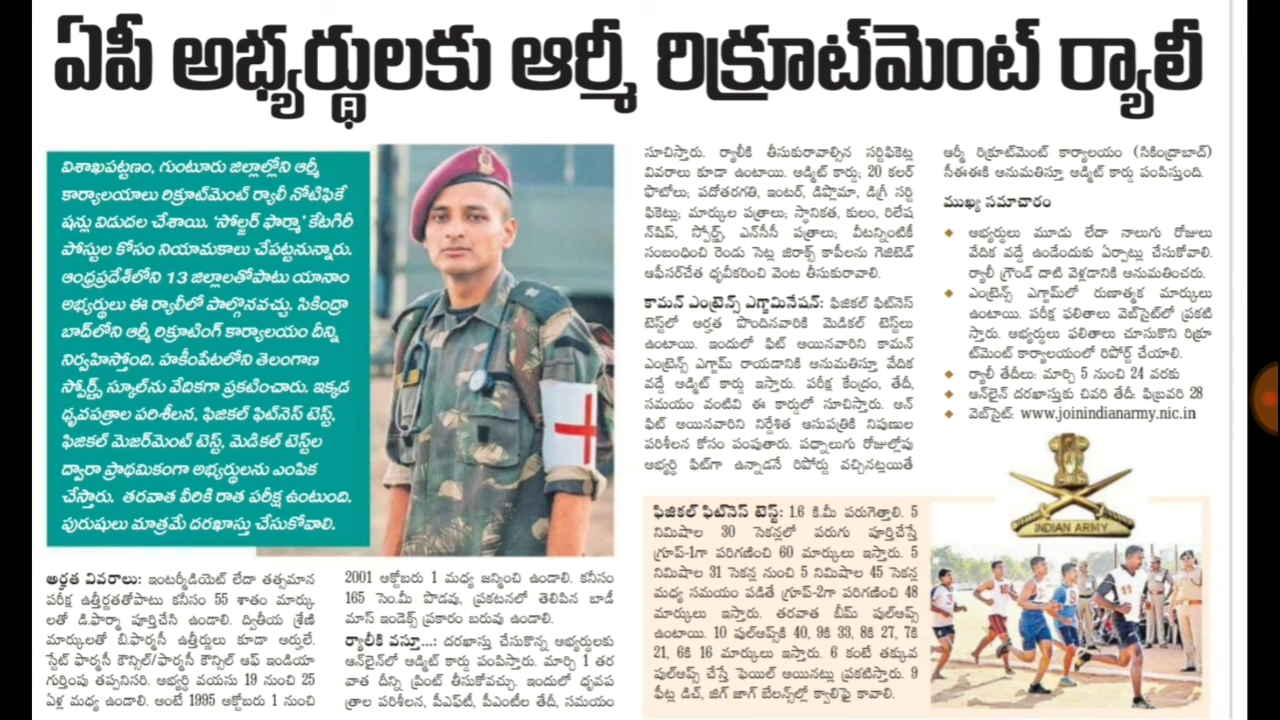 ఏపీ అభ్యర్థులకు ఆర్మీ రిక్రూట్‌మెంట్ ర్యాలీ
విశాఖపట్టణం, గుంటూరు జిల్లాల్లోని ఆర్మీ
కార్యాలయాలు రిక్రూట్‌మెంట్ ర్యాలీ నోటిఫికే
షన్లు విడుదల చేశాయి. 'సోల్జర్ ఫార్మా' కేటగిరీ
పోస్టుల కోసం నియామకాలు చేపట్టనున్నారు.
ఆంధ్రప్రదేశ్‌లోని 13 జిల్లాలతోపాటు యానాం
అభ్యర్థులు ఈ ర్యాలీలో పాల్గొనవచ్చు. సికింద్రా
బాద్‌లోని ఆర్మీ రిక్రూటింగ్ కార్యాలయం దీన్ని
నిర్వహిస్తోంది. హకీంపేటలోని తెలంగాణ
స్పోర్ట్స్ స్కూల్‌ను వేదికగా ప్రకటించారు. ఇక్కడ
ధృవపత్రాల పరిశీలన, ఫిజికల్ ఫిట్‌నెస్ టెస్ట్,
ఫిజికల్ మెజర్‌మెంట్ టెస్ట్, మెడికల్ టెస్ట్‌ల
ద్వారా ప్రాథమికంగా అభ్యర్థులను ఎంపిక
చేస్తారు. తరవాత వీరికి రాత పరీక్ష ఉంటుంది.
పురుషులు మాత్రమే దరఖాస్తు చేసుకోవాలి.
అర్హత వివరాలు: ఇంటర్మీడియెట్ లేదా తత్సమాన
పరీక్ష ఉత్తీర్ణతతోపాటు కనీసం 55 శాతం మార్కు
లతో డి.ఫార్మా పూర్తిచేసి ఉండాలి. ద్వితీయ శ్రేణి
మార్కులతో బి.ఫార్మసీ ఉత్తీర్ణులు కూడా అర్హులే.
స్టేట్ ఫార్మసీ కౌన్సిల్/ఫార్మసీ కౌన్సిల్ ఆఫ్ ఇండియా
గుర్తింపు తప్పనిసరి. అభ్యర్థి వయసు 19 నుంచి 25
ఏళ్ల మధ్య ఉండాలి. అంటే 1995 అక్టోబరు 1 నుంచి
2001 అక్టోబరు 1 మధ్య జన్మించి ఉండాలి. కనీసం
165 సెం.మీ పొడవు, ప్రకటనలో తెలిపిన బాడీ
మాస్ ఇండెక్స్ ప్రకారం బరువు ఉండాలి.
ర్యాలీకి వస్తూ...: దరఖాస్తు చేసుకొన్న అభ్యర్థులకు
ఆన్‌లైన్‌లో అడ్మిట్ కార్డు పంపిస్తారు. మార్చి 1 తర
వాత దీన్ని ప్రింట్ తీసుకోవచ్చు. ఇందులో ధృవప
త్రాల పరిశీలన, పీఎఫ్‌టీ, పీఎంటీల తేదీ, సమయం
సూచిస్తారు. ర్యాలీకి తీసుకురావాల్సిన సర్టిఫికెట్ల
వివరాలు కూడా ఉంటాయి. అడ్మిట్ కార్డు; 20 కలర్
ఫొటోలు; పదోతరగతి, ఇంటర్, డిప్లొమా, డిగ్రీ సర్టి
ఫికెట్లు; మార్కుల పత్రాలు; స్థానికత, కులం, రిలేష
న్‌షిప్, స్పోర్ట్స్, ఎన్‌సీసీ పత్రాలు; వీటన్నింటికీ
సంబంధించి రెండు సెట్ల జిరాక్స్ కాపీలను గెజిటెడ్
ఆఫీసర్‌చేత ధృవీకరించి వెంట తీసుకురావాలి.
కామన్ ఎంట్రెన్స్ ఎగ్జామినేషన్: ఫిజికల్ ఫిట్‌నెస్
టెస్ట్‌లో అర్హత పొందినవారికి మెడికల్ టెస్ట్‌లు
ఉంటాయి. ఇందులో ఫిట్ అయినవారిని కామన్
ఎంట్రెన్స్ ఎగ్జామ్ రాయడానికి అనుమతిస్తూ వేదిక
వద్దే అడ్మిట్ కార్డు ఇస్తారు. పరీక్ష కేంద్రం, తేదీ,
సమయం వంటివి ఈ కార్డులో సూచిస్తారు. అన్
ఫిట్ అయినవారిని నిర్దేశిత ఆసుపత్రికి నిపుణుల
పరిశీలన కోసం పంపుతారు. పద్నాలుగు రోజుల్లోపు
అభ్యర్థి ఫిట్‌గా ఉన్నాడనే రిపోర్టు వచ్చినట్లయితే
ఆర్మీ రిక్రూట్‌మెంట్ కార్యాలయం (సికింద్రాబాద్)
సీఈఈకి అనుమతిస్తూ అడ్మిట్ కార్డు పంపిస్తుంది.
ముఖ్య సమాచారం
◆ అభ్యర్థులు మూడు లేదా నాలుగు రోజులు
వేదిక వద్దే ఉండేందుకు ఏర్పాట్లు చేసుకోవాలి.
ర్యాలీ గ్రౌండ్ దాటి వెళ్లడానికి అనుమతించరు.
◆ ఎంట్రెన్స్ ఎగ్జామ్‌లో రుణాత్మక మార్కులు
ఉంటాయి. పరీక్ష ఫలితాలు వెబ్‌సైట్‌లో ప్రకటి
స్తారు. అభ్యర్థులు ఫలితాలు చూసుకొని రిక్రూ
ట్‌మెంట్ కార్యాలయంలో రిపోర్ట్ చేయాలి.
◆ ర్యాలీ తేదీలు: మార్చి 5 నుంచి 24 వరకు
◆ ఆన్‌లైన్ దరఖాస్తుకు చివరి తేదీ: ఫిబ్రవరి 28
◆ వెబ్‌సైట్: www.joinindianarmy.nic.in
INDIAN ARMY
ఫిజికల్ ఫిట్‌నెస్ టెస్ట్: 1.6 కి.మీ పరుగెత్తాలి. 5
నిమిషాల 30 సెకన్లలో పరుగు పూర్తిచేస్తే
గ్రూప్-1గా పరిగణించి 60 మార్కులు ఇస్తారు. 5
నిమిషాల 31 సెకన్ల నుంచి 5 నిమిషాల 45 సెకన్ల
మధ్య సమయం పడితే గ్రూప్-2గా పరిగణించి 48
మార్కులు ఇస్తారు. తరవాత బీమ్ పుల్అప్స్
ఉంటాయి. 10 పుల్అప్స్‌కి 40, 9కి 33, 8కి 27, 7కి
21, 6కి 16 మార్కులు ఇస్తారు. 6 కంటే తక్కువ
పుల్అప్స్ చేస్తే ఫెయిల్ అయినట్లు ప్రకటిస్తారు. 9
ఫీట్ల డిచ్, జిగ్ జాగ్ బేలన్స్‌ల్లో క్వాలిఫై కావాలి.
11